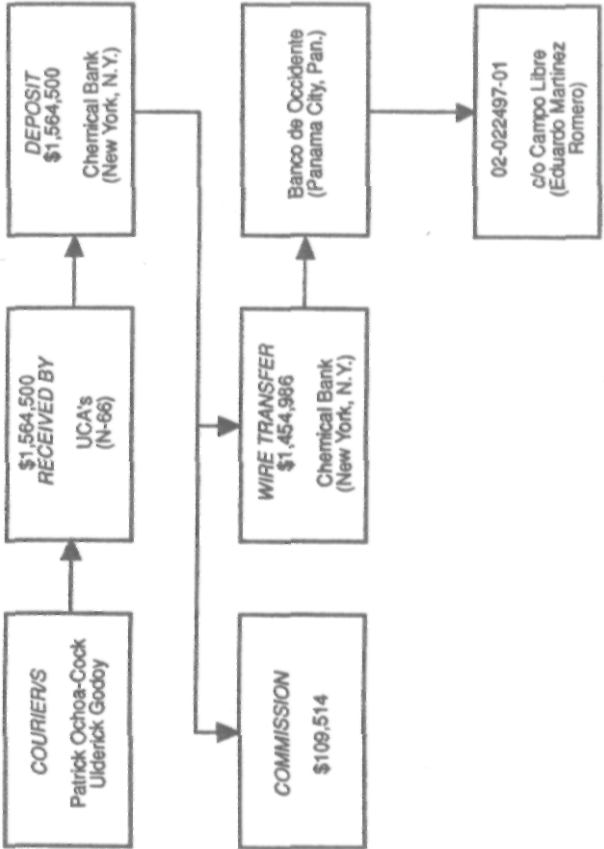 COURIER/S
Patrick Ochoa-Cock
Ulderick Godoy
$1,564,500
RECEIVED BY
UCA's
(N-66)
DEPOSIT
$1,564,500
Chemical Bank
(New York, N.Y.)
COMMISSION
$109,514
WIRE TRANSFER
$1,454,986
Chemical Bank
(New York, N.Y.)
Banco de Occidente
(Panama City, Pan.)
02-022497-01
c/o Campo Libre
(Eduardo Martinez
Romero)